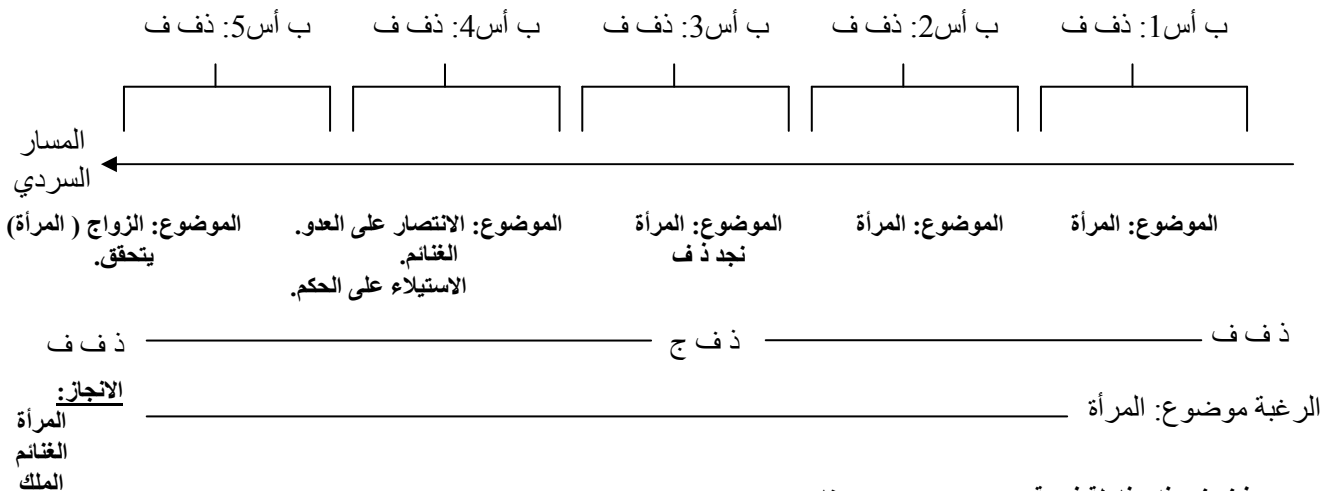 ب أس1: ذف ف ب أس2: ذف ف ب أس3: ذف ف ب أس4: ذف ف ب أس5: ذف ف
المسار
السردي
الموضوع: المرأة الموضوع: المرأة الموضوع: المرأة الموضوع: الانتصار على العدو. الموضوع: الزواج ( المرأة)
نجد ذ ف الغنائم. يتحقق.
الاستيلاء على الحكم.
ذ ف ف ذ ف ج ذ ف ف
الانجاز:
الرغبة موضوع: المرأة المرأة
الغنائم
الملك